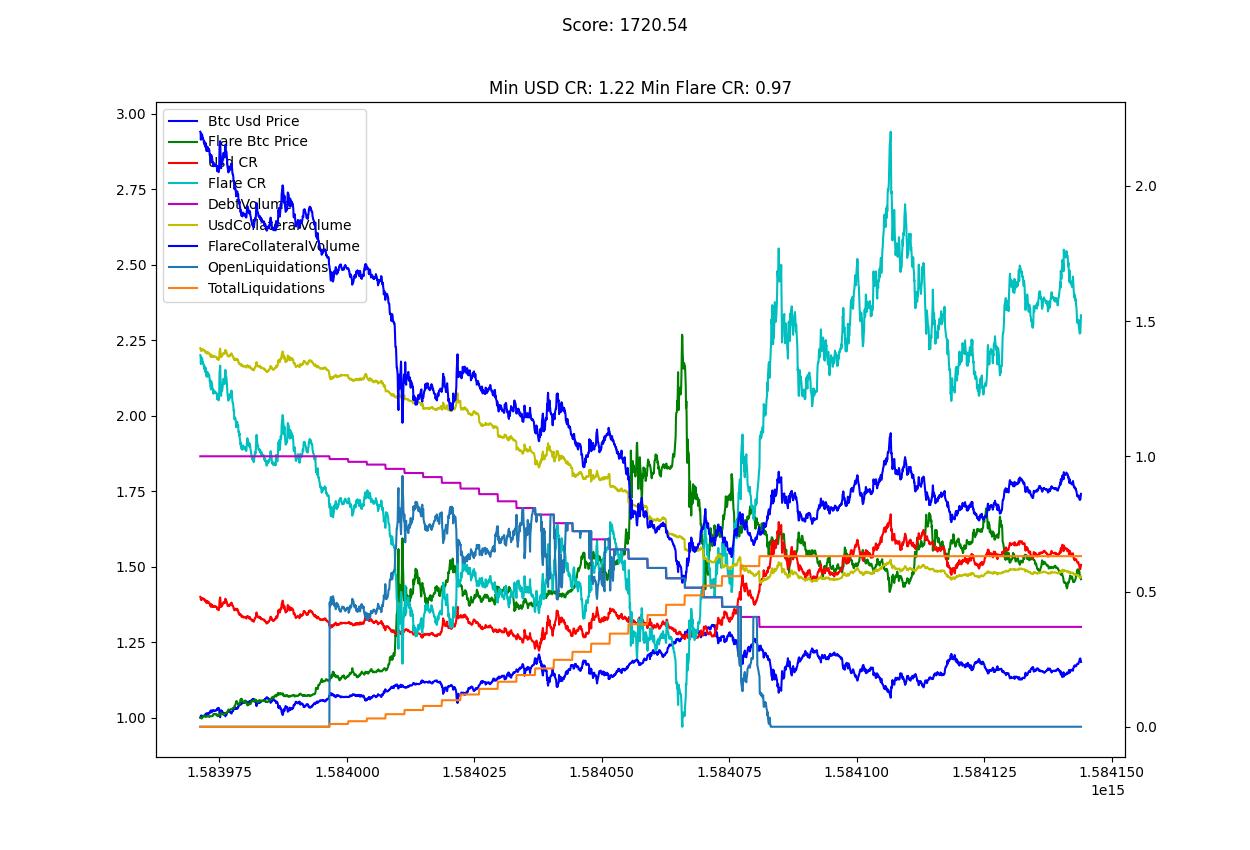 Score: 1720.54
Min USD CR: 1.22 Min Flare CR: 0.97
Btc Usd Price
Flare Btc Price
Usd CR
Flare CR
DebtVolume
UsdCollateralVolume
FlareCollateralVolume
OpenLiquidations
TotalLiquidations
3.00
2.75
2.50
2.25
2.00
1.75
1.50
1.25
1.00
2.0
1.5
1.0
0.5
0.0
1.583975 1.584000 1.584025 1.584050 1.584075 1.584100 1.584125 1.584150
1e15